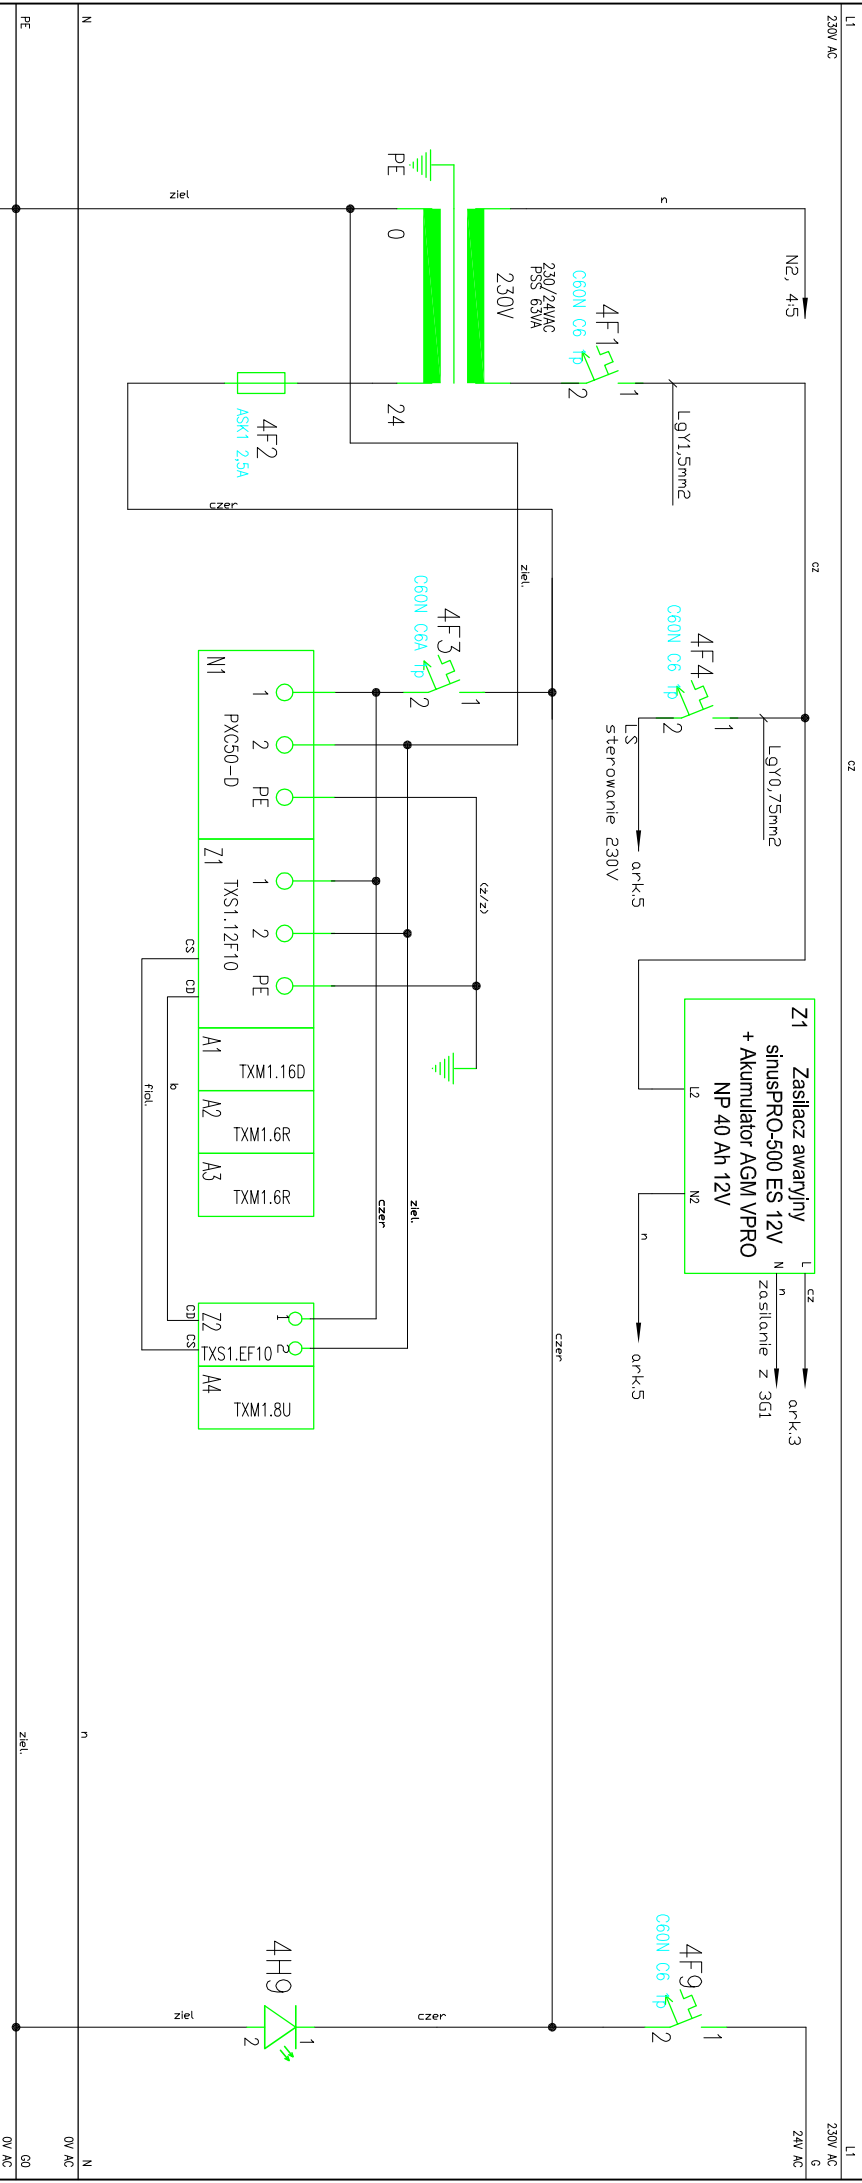 L1
230V AC
N
PE
N2, 4:5
n
ziel
PE
0
230V
230/24VAC
PSS 63VA
24
4F1
C60N C6 1p
1
2
LgY1,5mm2
4F2
ASK1 2,5A
czer
cz
cz
ziel.
4F3
C60N C6A 1p
1
2
4F4
C60N C6 1p
1
2
LgY0,75mm2
LS
sterowanie 230V
ark.5
N1
PXC50-D
1
2
PE
(ż/z)
Z1
TXS1.12F10
1
2
PE
CS
CD
A1
TXM1.16D
A2
TXM1.6R
A3
TXM1.6R
b
fiol.
czer
ziel.
Z1 Zasilacz awaryjny
sinusPRO-500 ES 12V
+ Akumulator AGM VPRO
NP 40 Ah 12V
L2
N2
L
N
cz
n
n
zasilanie z 3G1
ark.3
ark.5
Z2
TXS1.EF10
1
2
CD
CS
A4
TXM1.8U
czer
n
ziel.
4H9
1
2
czer
ziel
4F9
C60N C6 1p
1
2
L1
230V AC
G
24V AC
N
0V AC
G0
0V AC